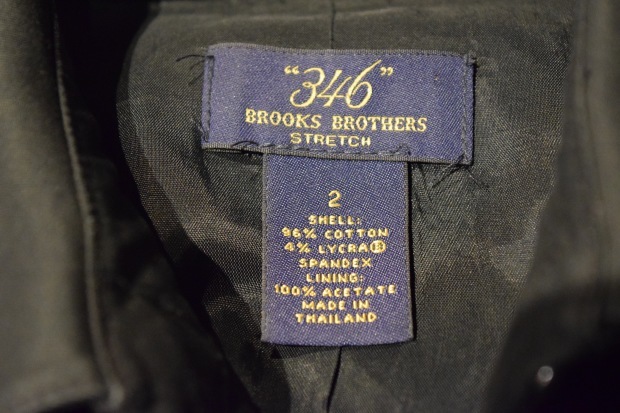 "346"
BROOKS BROTHERS
STRETCH
2
SHELL:
96% COTTON
4% LYCRA®
SPANDEX
LINING:
100% ACETATE
MADE IN
THAILAND